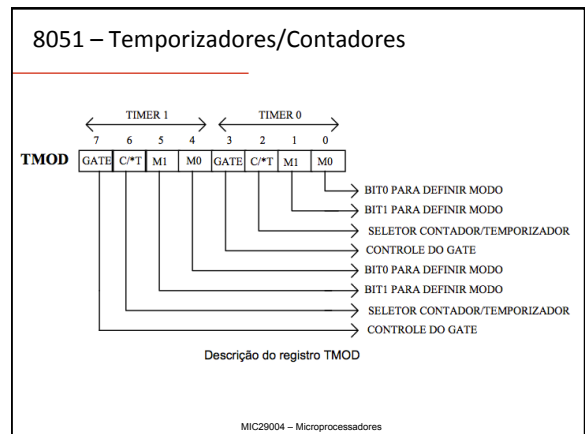 8051 – Temporizadores/Contadores
TIMER 1 TIMER 0
7 6 5 4 3 2 1 0
TMOD GATE C/*T M1 M0 GATE C/*T M1 M0
BIT0 PARA DEFINIR MODO
BIT1 PARA DEFINIR MODO
SELETOR CONTADOR/TEMPORIZADOR
CONTROLE DO GATE
BIT0 PARA DEFINIR MODO
BIT1 PARA DEFINIR MODO
SELETOR CONTADOR/TEMPORIZADOR
CONTROLE DO GATE
Descrição do registro TMOD
MIC29004 – Microprocessadores